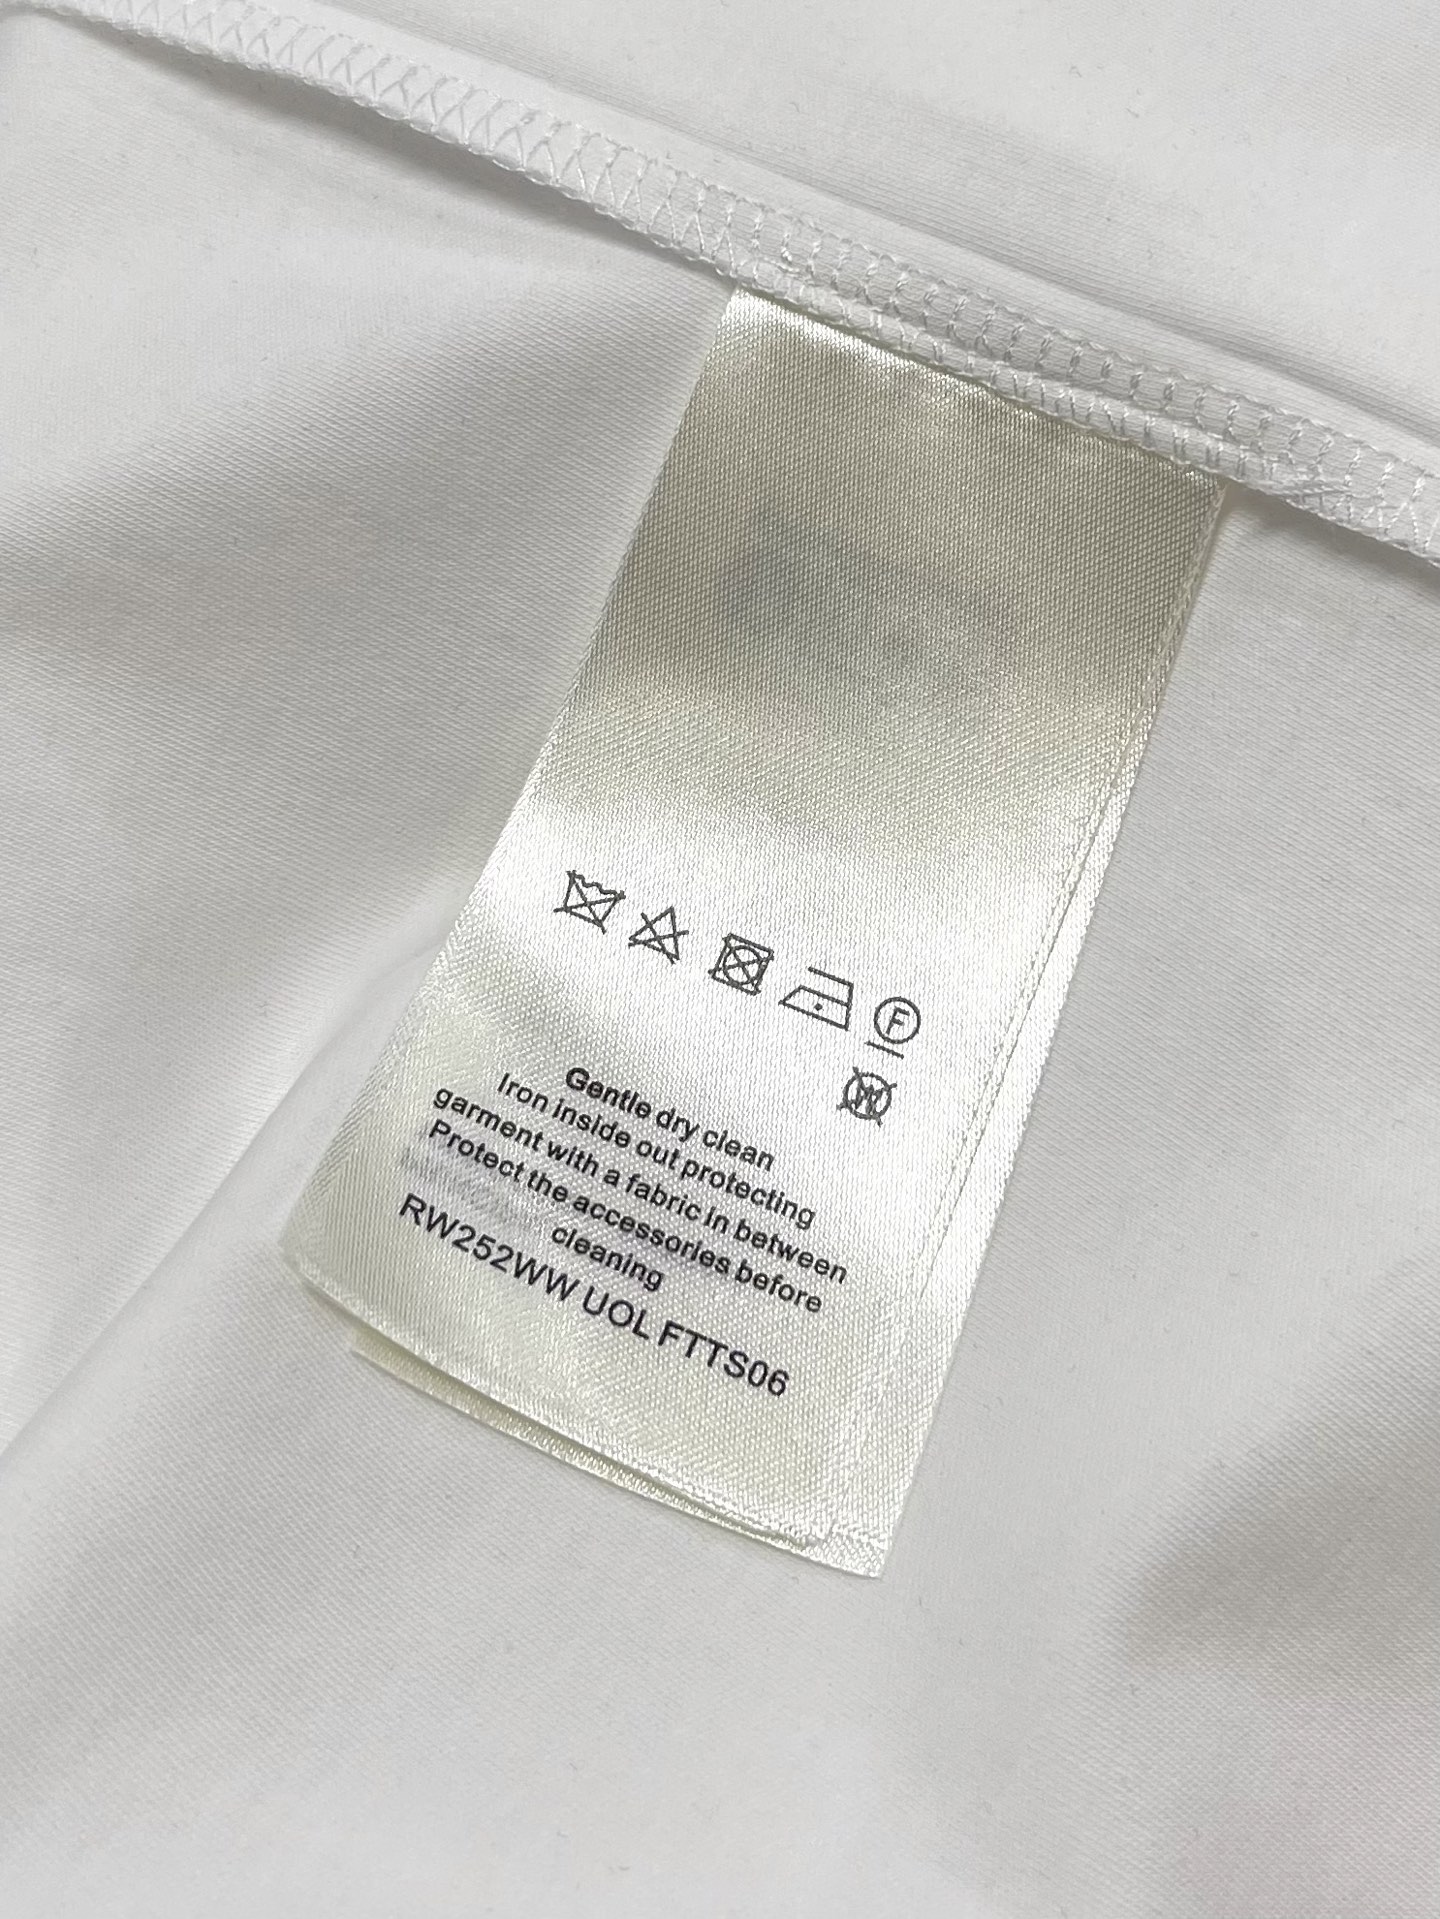 F
W
Gentle dry clean
Iron inside out protecting
garment with a fabric in between
Protect the accessories before
cleaning
RW252WW UOL FTTS06